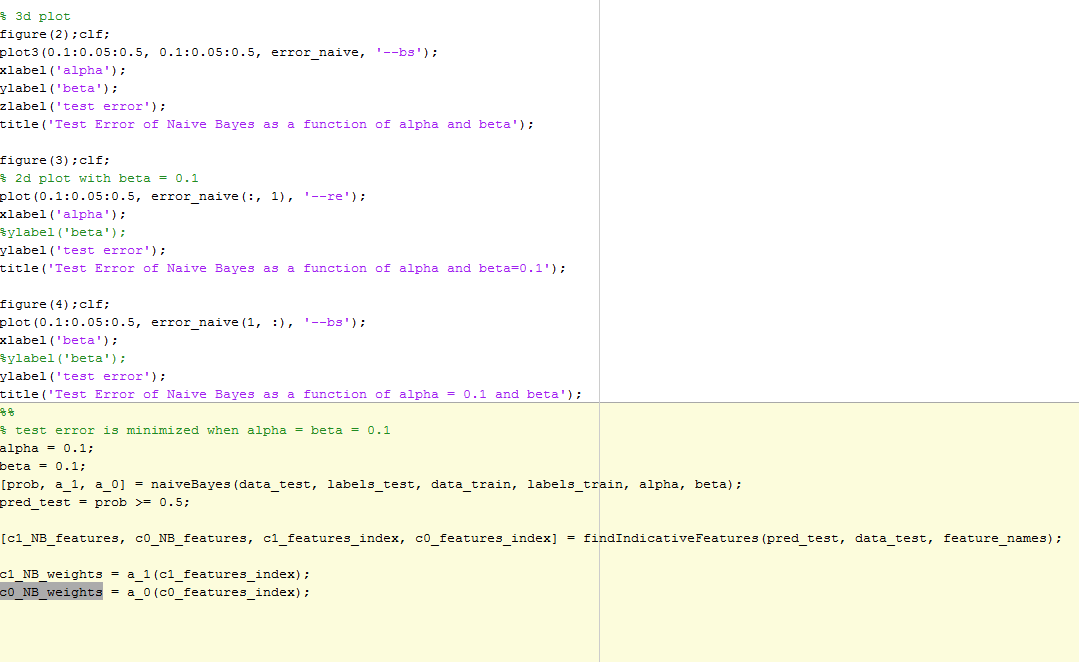 % 3d plot
figure(2);clf;
plot3(0.1:0.05:0.5, 0.1:0.05:0.5, error_naive, '--bs');
xlabel('alpha');
ylabel('beta');
zlabel('test error');
title('Test Error of Naive Bayes as a function of alpha and beta');
figure(3);clf;
% 2d plot with beta = 0.1
plot(0.1:0.05:0.5, error_naive(:, 1), '--re');
xlabel('alpha');
%ylabel('beta');
ylabel('test error');
title('Test Error of Naive Bayes as a function of alpha and beta=0.1');
figure(4);clf;
plot(0.1:0.05:0.5, error_naive(1, :), '--bs');
xlabel('beta');
%ylabel('beta');
ylabel('test error');
title('Test Error of Naive Bayes as a function of alpha = 0.1 and beta');
%%
% test error is minimized when alpha = beta = 0.1
alpha = 0.1;
beta = 0.1;
[prob, a_1, a_0] = naiveBayes(data_test, labels_test, data_train, labels_train, alpha, beta);
pred_test = prob >= 0.5;
[c1_NB_features, c0_NB_features, c1_features_index, c0_features_index] = findIndicativeFeatures(pred_test, data_test, feature_names);
c1_NB_weights = a_1(c1_features_index);
c0_NB_weights = a_0(c0_features_index);